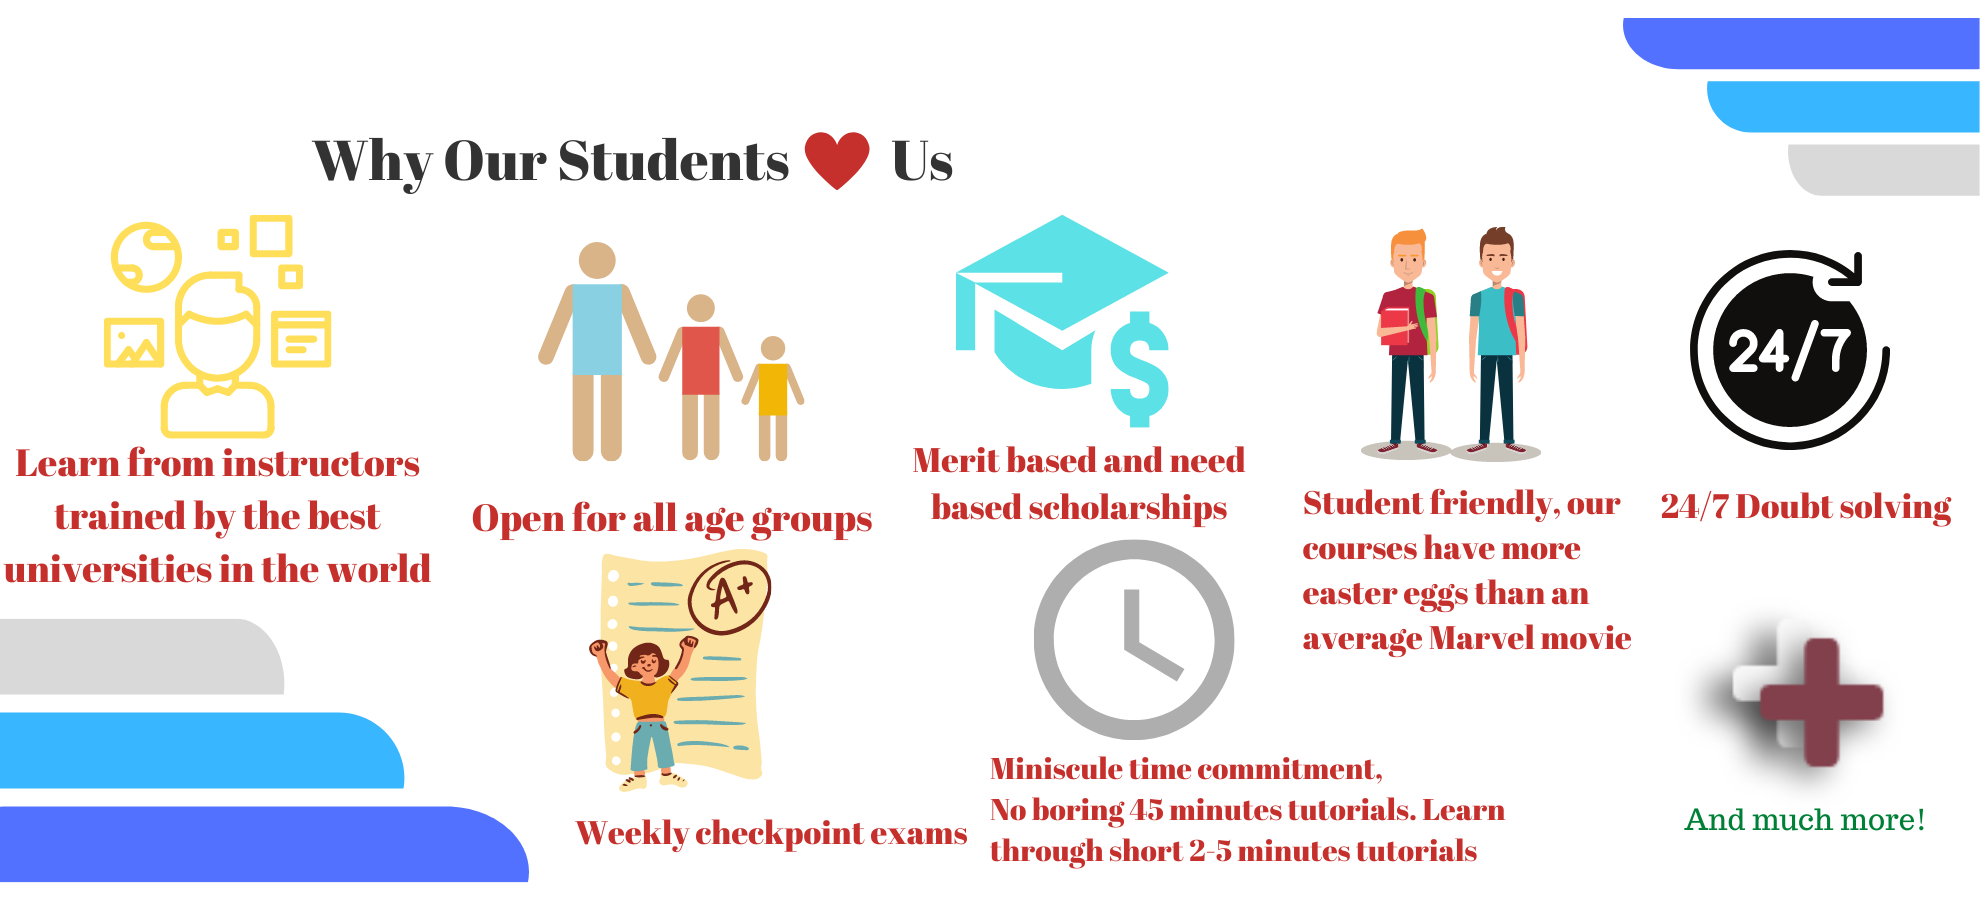 Why Our Students Us
Learn from instructors
trained by the best
universities in the world
Open for all age groups
Merit based and need
based scholarships
Student friendly, our
courses have more
easter eggs than an
average Marvel movie
24/7
24/7 Doubt solving
A+
Weekly checkpoint exams
Miniscule time commitment,
No boring 45 minutes tutorials. Learn
through short 2-5 minutes tutorials
And much more!